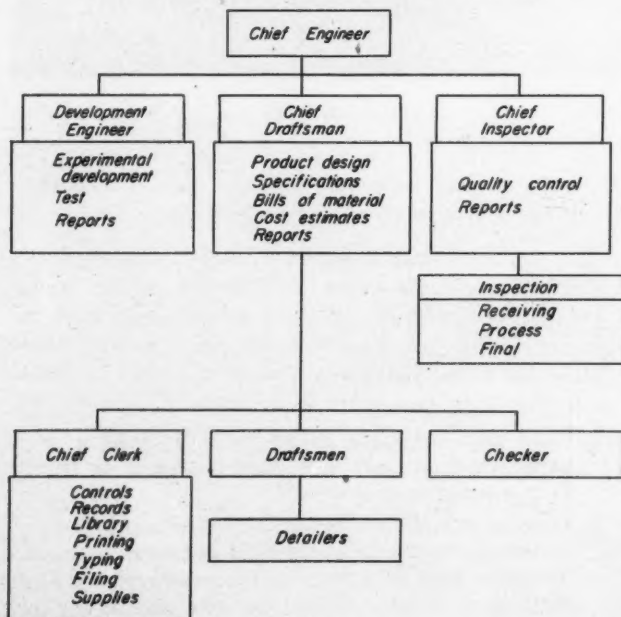 Chief Engineer
Development
Engineer
Experimental
development
Test
Reports
Chief
Draftsman
Product design
Specifications
Bills of material
Cost estimates
Reports
Chief
Inspector
Quality control
Reports
Inspection
Receiving
Process
Final
Chief Clerk
Controls
Records
Library
Printing
Typing
Filing
Supplies
Draftsmen
Detailers
Checker